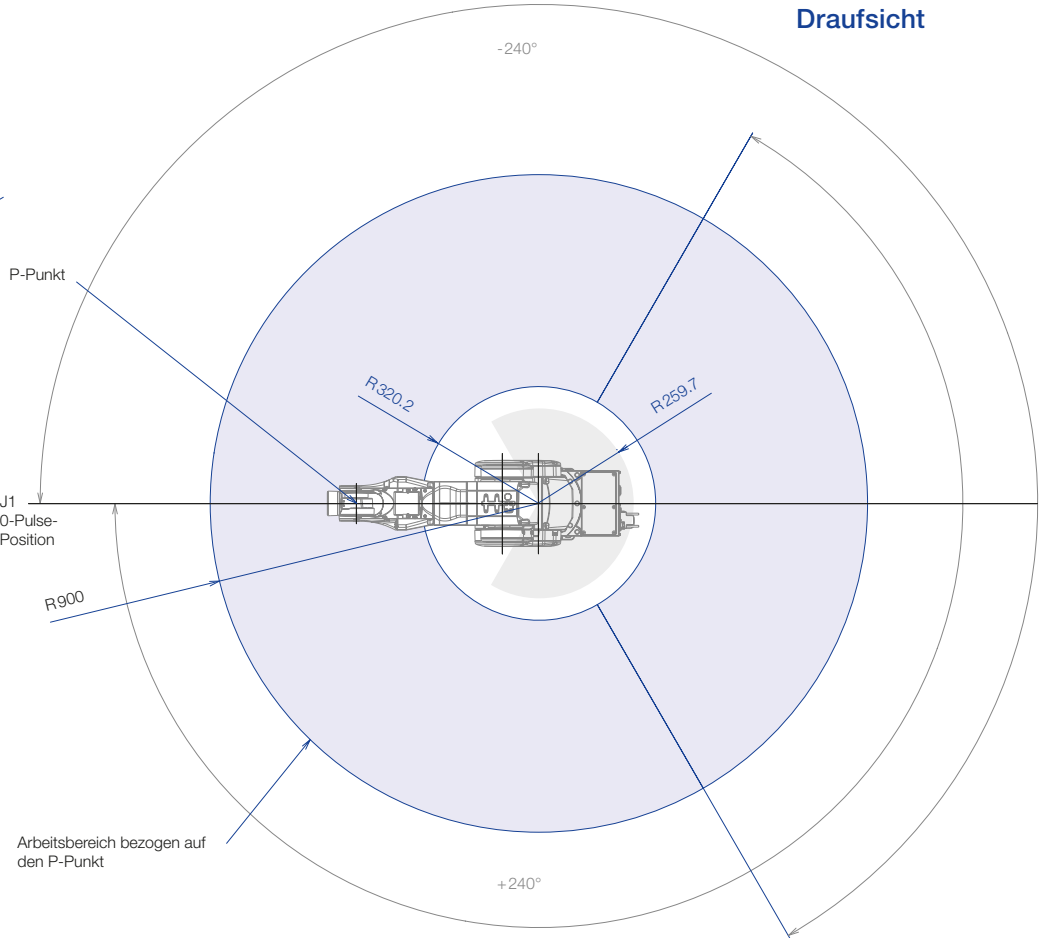 Draufsicht
-240°
P-Punkt
R320.2
R259.7
J1
0-Pulse-
Position
R900
Arbeitsbereich bezogen auf
den P-Punkt
+240°